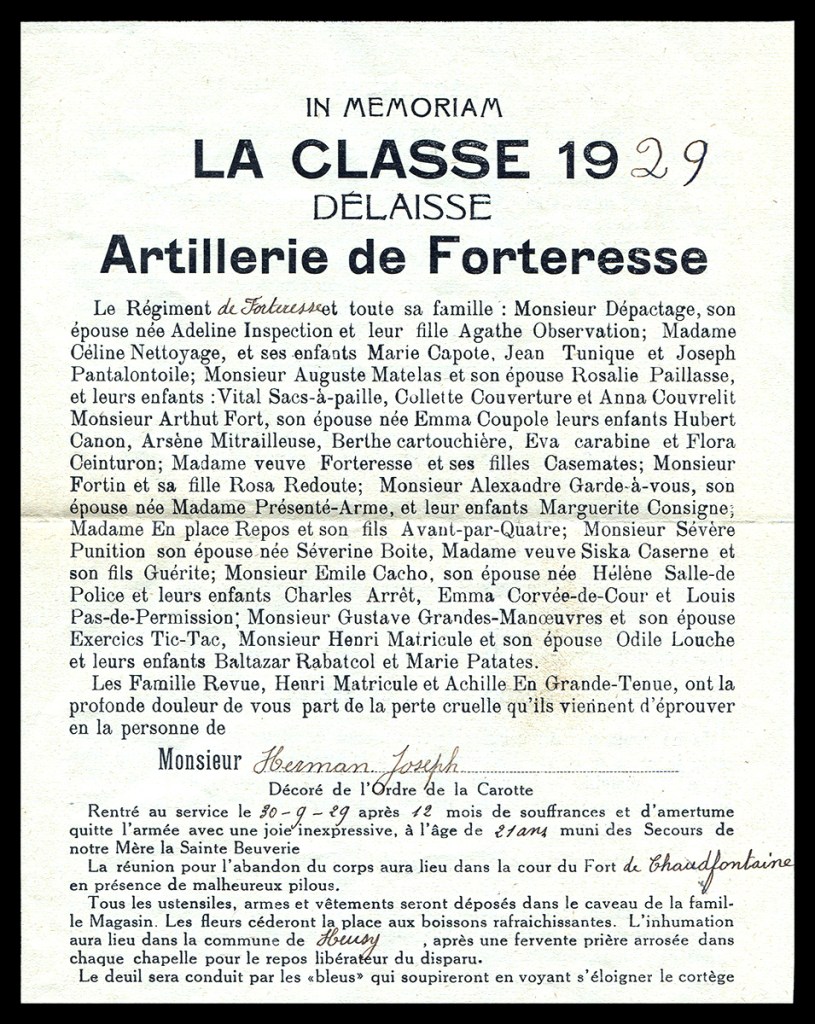 IN MEMORIAM
LA CLASSE 1929
DÉLAISSE
Artillerie de Forteresse
Le Régiment de Forteresse et toute sa famille : Monsieur Dépactage, son
épouse née Adeline Inspection et leur fille Agathe Observation; Madame
Céline Nettoyage, et ses enfants Marie Capote, Jean Tunique et Joseph
Pantalontoile; Monsieur Auguste Matelas et son épouse Rosalie Paillasse,
et leurs enfants : Vital Sacs-à-paille, Collette Couverture et Anna Couvrelit
Monsieur Arthut Fort, son épouse née Emma Coupole leurs enfants Hubert
Canon, Arsène Mitrailleuse, Berthe cartouchière, Eva carabine et Flora
Ceinturon; Madame veuve Forteresse et ses filles Casemates; Monsieur
Fortin et sa fille Rosa Redoute; Monsieur Alexandre Garde-à-vous, son
épouse née Madame Présenté-Arme, et leur enfants Marguerite Consigne;
Madame En place Repos et son fils Avant-par-Quatre; Monsieur Sévère
Punition son épouse née Séverine Boite, Madame veuve Siska Caserne et
son fils Guérite; Monsieur Emile Cacho, son épouse née Hélène Salle-de
Police et leurs enfants Charles Arrêt, Emma Corvée-de-Cour et Louis
Pas-de-Permission; Monsieur Gustave Grandes-Manœuvres et son épouse
Exercics Tic-Tac, Monsieur Henri Matricule et son épouse Odile Louche
et leurs enfants Baltazar Rabatcol et Marie Patates.
Les Famille Revue, Henri Matricule et Achille En Grande-Tenue, ont la
profonde douleur de vous part de la perte cruelle qu'ils viennent d'éprouver
en la personne de
Monsieur Herman Joseph
Décoré de l'Ordre de la Carotte
Rentré au service le 30-9-29 après 12 mois de souffrances et d'amertume
quitte l'armée avec une joie inexpressive, à l'âge de 21 ans muni des Secours de
notre Mère la Sainte Beuverie
La réunion pour l'abandon du corps aura lieu dans la cour du Fort de Chaudfontaine
en présence de malheureux pilous.
Tous les ustensiles, armes et vêtements seront déposés dans le caveau de la famil-
le Magasin. Les fleurs céderont la place aux boissons rafraichissantes. L'inhumation
aura lieu dans la commune de Heusy , après une fervente prière arrosée dans
chaque chapelle pour le repos libérateur du disparu.
Le deuil sera conduit par les «bleus» qui soupireront en voyant s'éloigner le cortège